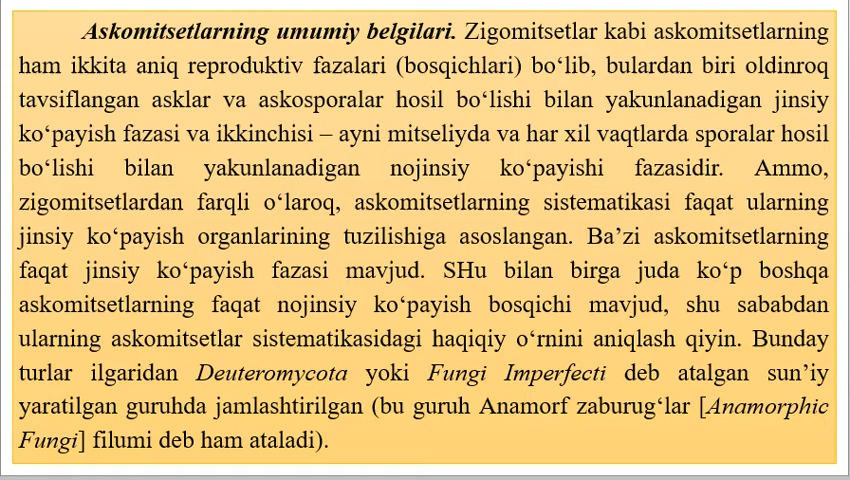 Askomitsetlarning umumiy belgilari. Zigomitsetlar kabi askomitsetlarning
ham ikkita aniq reproduktiv fazalari (bosqichlari) bo‘lib, bulardan biri oldinroq
tavsiflangan asklar va askosporalar hosil bo‘lishi bilan yakunlanadigan jinsiy
ko‘payish fazasi va ikkinchisi – ayni mitseliyda va har xil vaqtlarda sporalar hosil
bo‘lishi bilan yakunlanadigan nojinsiy ko‘payishi fazasidir. Ammo,
zigomitsetlardan farqli o‘laroq, askomitsetlarning sistematikasi faqat ularning
jinsiy ko‘payish organlarining tuzilishiga asoslangan. Ba’zi askomitsetlarning
faqat jinsiy ko‘payish fazasi mavjud. SHu bilan birga juda ko‘p boshqa
askomitsetlarning faqat nojinsiy ko‘payish bosqichi mavjud, shu sababdan
ularning askomitsetlar sistematikasidagi haqiqiy o‘rnini aniqlash qiyin. Bunday
turlar ilgaridan Deuteromycota yoki Fungi Imperfecti deb atalgan sun’iy
yaratilgan guruhda jamlashtirilgan (bu guruh Anamorf zaburug‘lar [Anamorphic
Fungi] filumi deb ham ataladi).